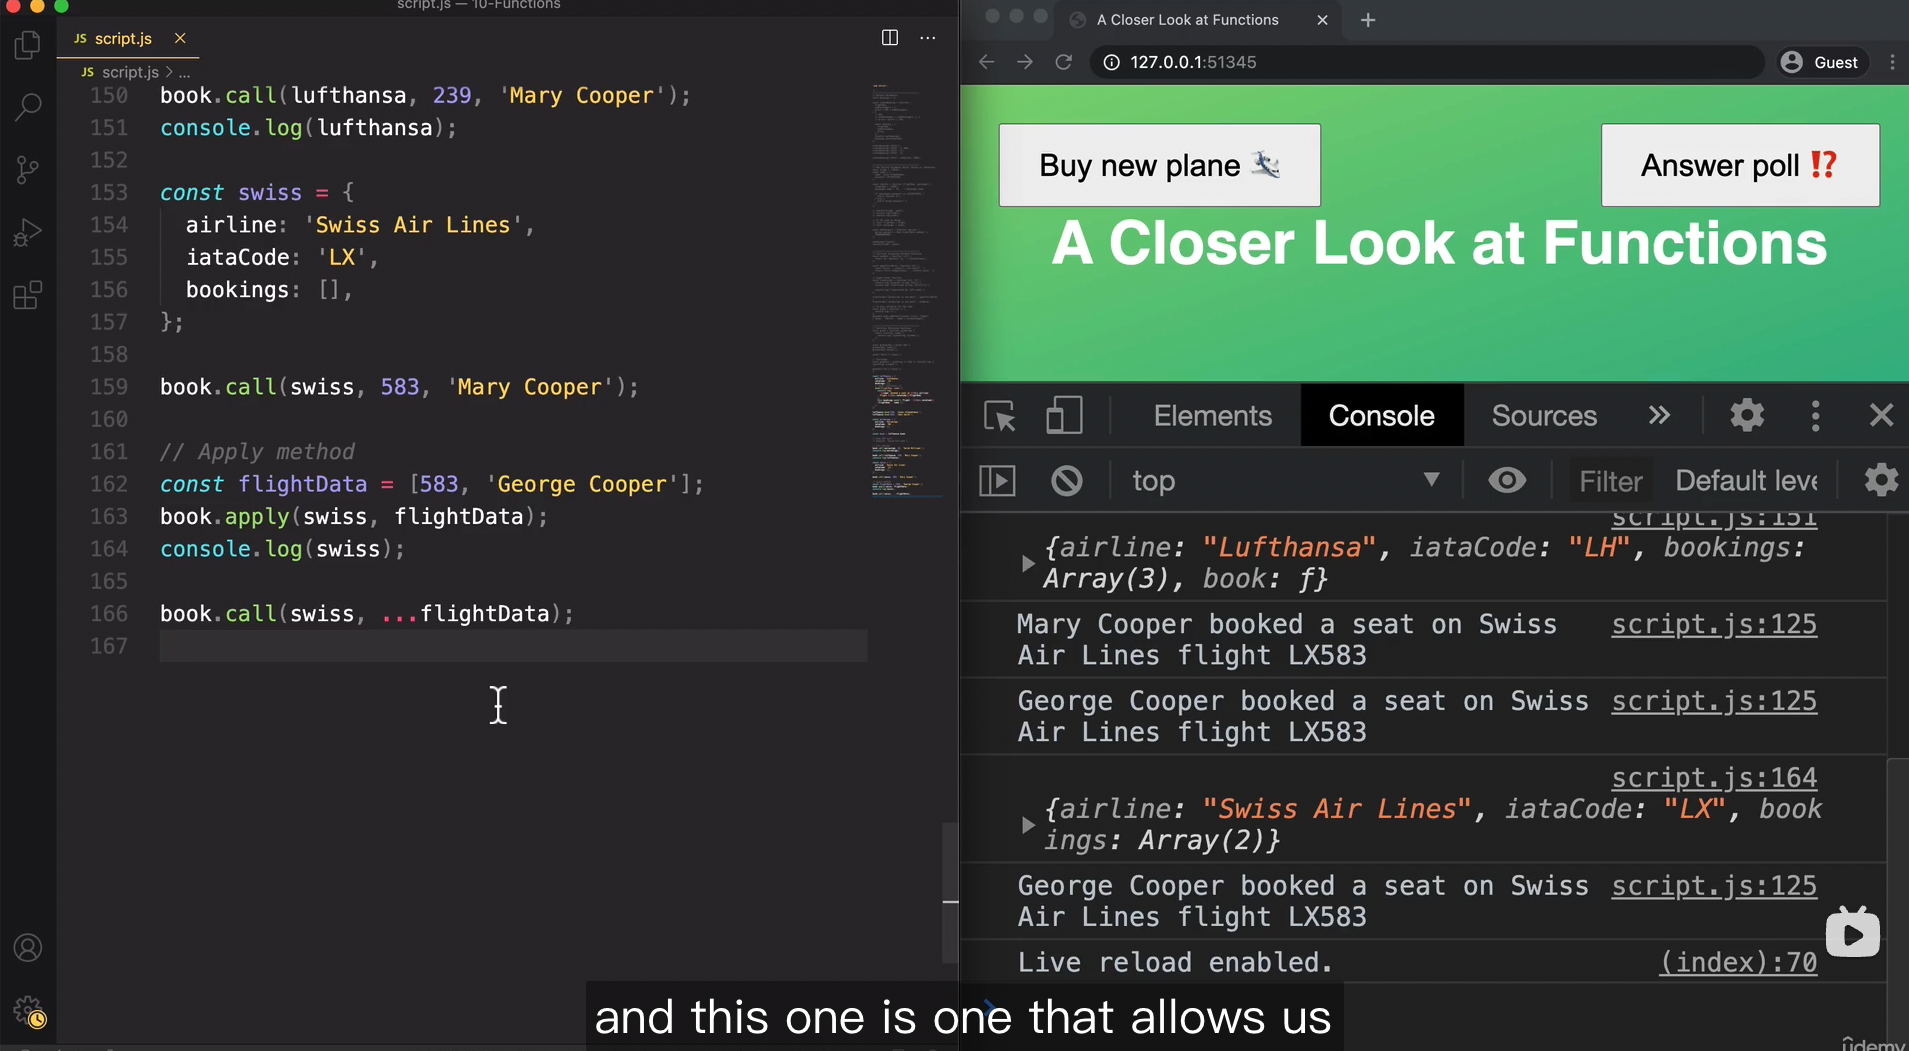 script.js — 10-Functions
JS script.js ×
JS script.js > ...
150 book.call(lufthansa, 239, 'Mary Cooper');
151 console.log(lufthansa);
152
153 const swiss = {
154 airline: 'Swiss Air Lines',
155 iataCode: 'LX',
156 bookings: [],
157 };
158
159 book.call(swiss, 583, 'Mary Cooper');
160
161 // Apply method
162 const flightData = [583, 'George Cooper'];
163 book.apply(swiss, flightData);
164 console.log(swiss);
165
166 book.call(swiss, ...flightData);
167
A Closer Look at Functions
127.0.0.1:51345
Guest
Buy new plane 🛩
Answer poll ⁉️
A Closer Look at Functions
Elements Console Sources »
top Filter Default leve
script.js:151
{airline: "Lufthansa", iataCode: "LH", bookings:
Array(3), book: ƒ}
Mary Cooper booked a seat on Swiss script.js:125
Air Lines flight LX583
George Cooper booked a seat on Swiss script.js:125
Air Lines flight LX583
script.js:164
{airline: "Swiss Air Lines", iataCode: "LX", book
ings: Array(2)}
George Cooper booked a seat on Swiss script.js:125
Air Lines flight LX583
Live reload enabled. (index):70
and this one is one that allows us
ûdemy